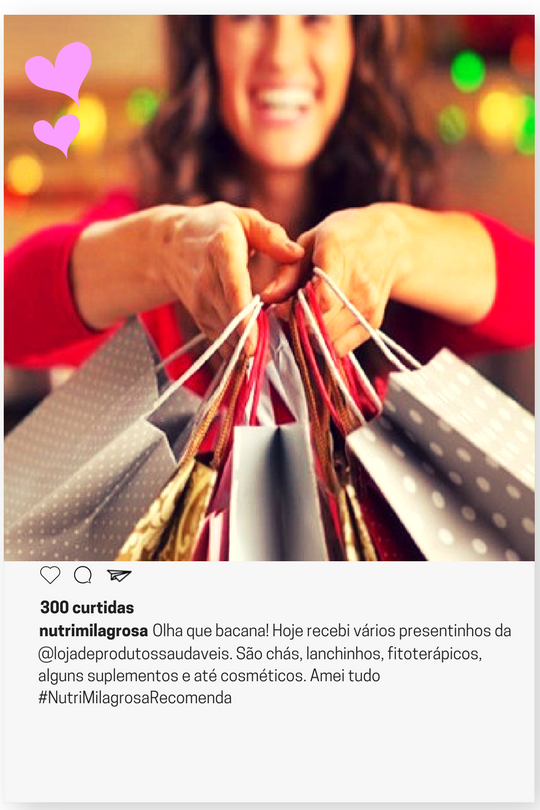 300 curtidas
nutrimilagrosa Olha que bacana! Hoje recebi vários presentinhos da
@lojadeprodutossaudaveis. São chás, lanchinhos, fitoterápicos,
alguns suplementos e até cosméticos. Amei tudo
#NutriMilagrosaRecomenda